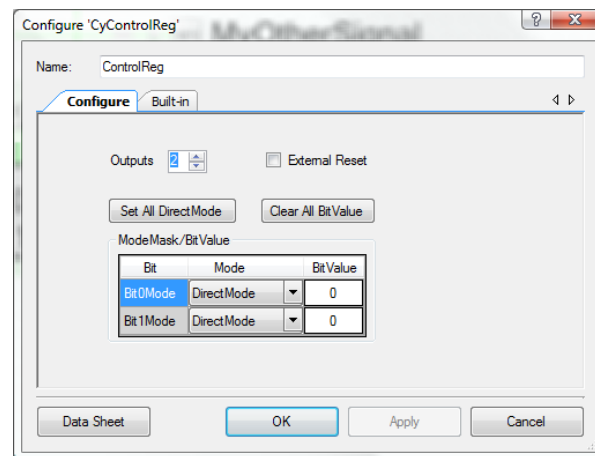 Configure 'CyControlReg'
MyOtherSignal
?
X
Name: ControlReg
Configure Built-in
Outputs 2 External Reset
Set All DirectMode Clear All BitValue
ModeMask/BitValue
Bit Mode BitValue
Bit0Mode DirectMode 0
Bit1Mode DirectMode 0
Data Sheet OK Apply Cancel